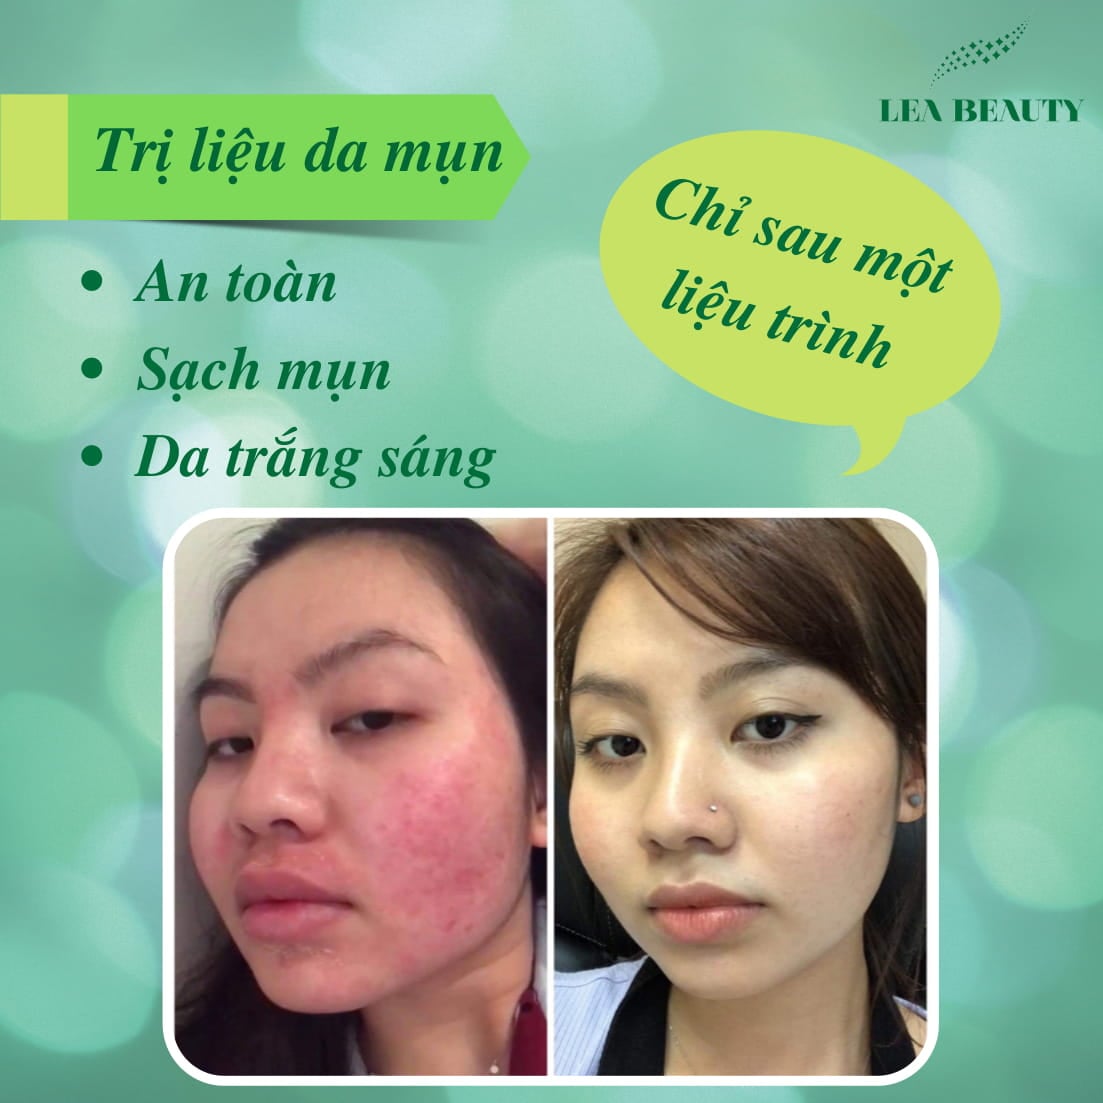 LEA BEAUTY
Trị liệu da mụn
Chỉ sau một
liệu trình
An toàn
Sạch mụn
Da trắng sáng